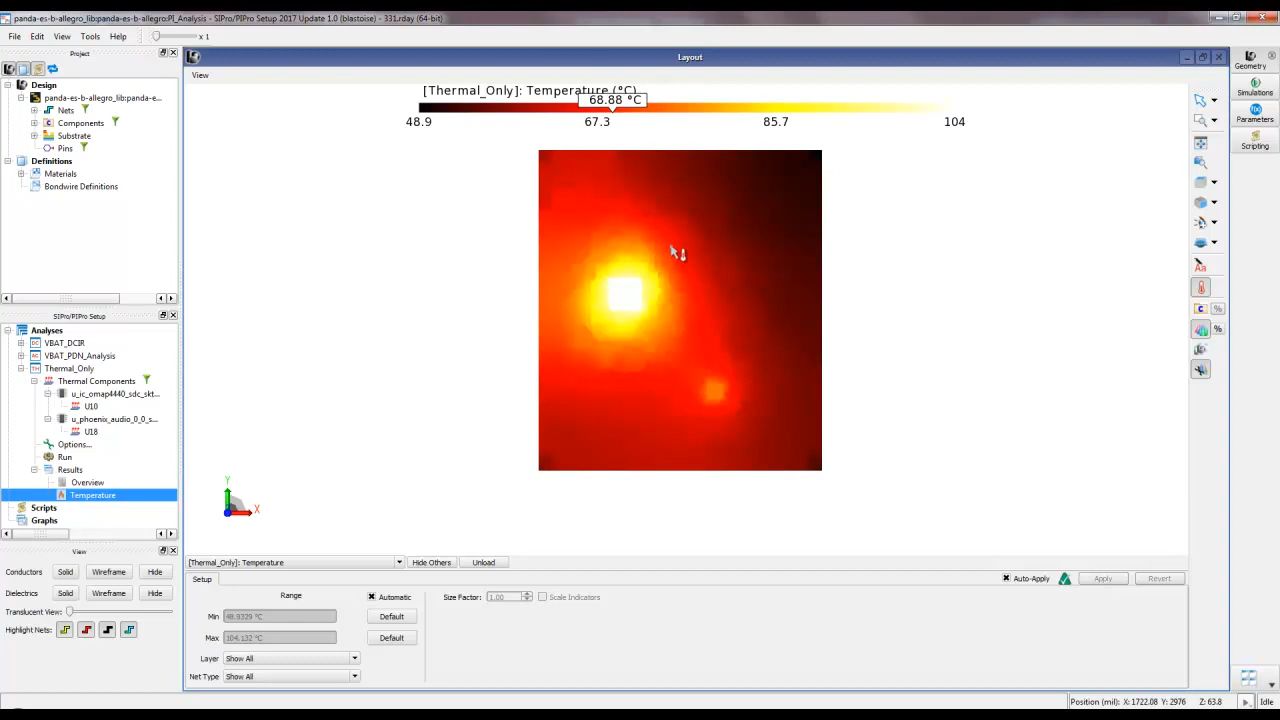 panda-es-b-allegro_lib:panda-es-b-allegro:PI_Analysis - SIPro/PIPro Setup 2017 Update 1.0 (blastoise) - 331.rday (64-bit)
File Edit View Tools Help x 1
Project
Design
panda-es-b-allegro_lib:panda-e...
Nets
Components
Substrate
Pins
Definitions
Materials
Bondwire Definitions
SIPro/PIPro Setup
Analyses
VBAT_DCIR
VBAT_PDN_Analysis
Thermal_Only
Thermal Components
u_ic_omap4440_sdc_skt...
U10
u_phoenix_audio_0_0_s...
U18
Options...
Run
Results
Overview
Temperature
Scripts
Graphs
View
Conductors Solid Wireframe Hide
Dielectrics Solid Wireframe Hide
Translucent View:
Highlight Nets:
Layout
View
[Thermal_Only]: Temperature (°C)
68.88 °C
48.9 67.3 85.7 104
Y
X
[Thermal_Only]: Temperature Hide Others Unload
Setup
Auto-Apply Apply Revert
Range Automatic
Size Factor: 1.00 Scale Indicators
Min 48.9329 °C Default
Max 104.132 °C Default
Layer Show All
Net Type Show All
Geometry
Simulations
Parameters
Scripting
Position (mil): X: 1722.08 Y: 2976 Z: 63.8 Idle